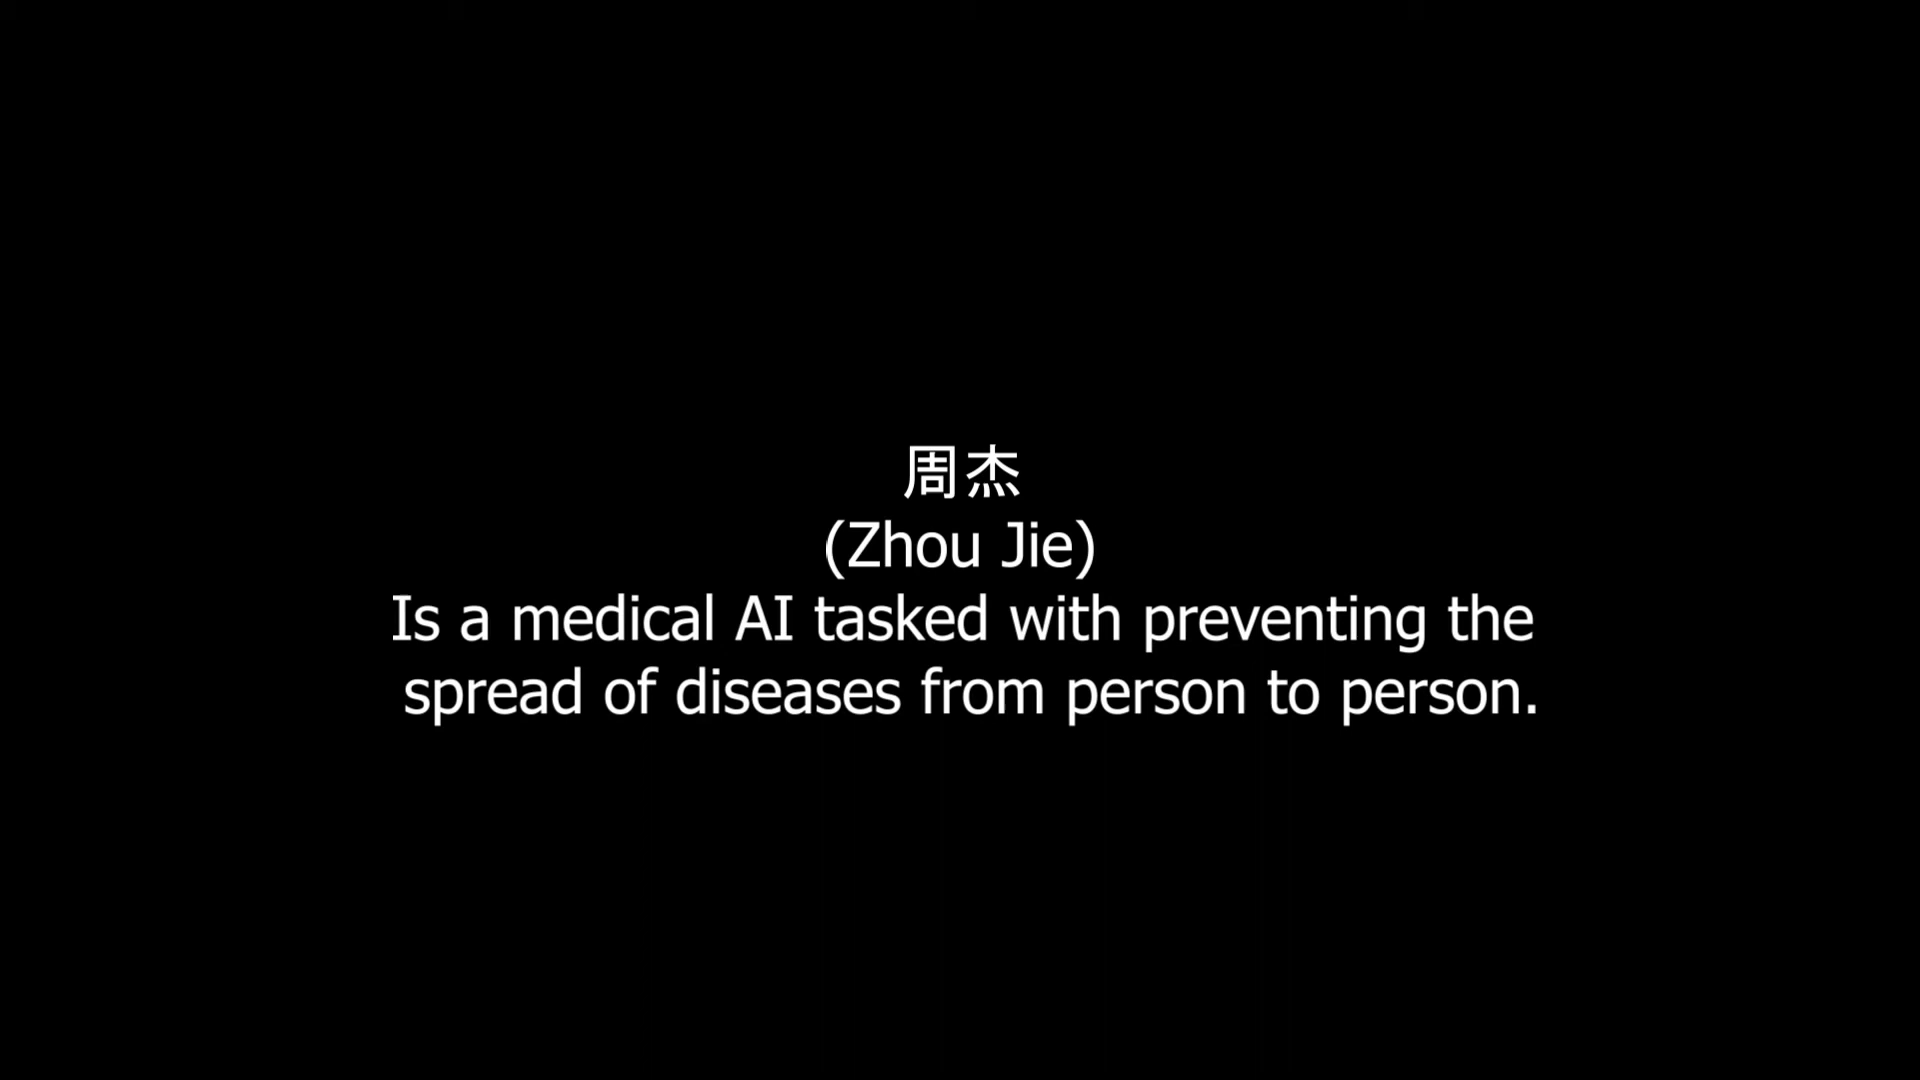 周杰
(Zhou Jie)
Is a medical AI tasked with preventing the
spread of diseases from person to person.